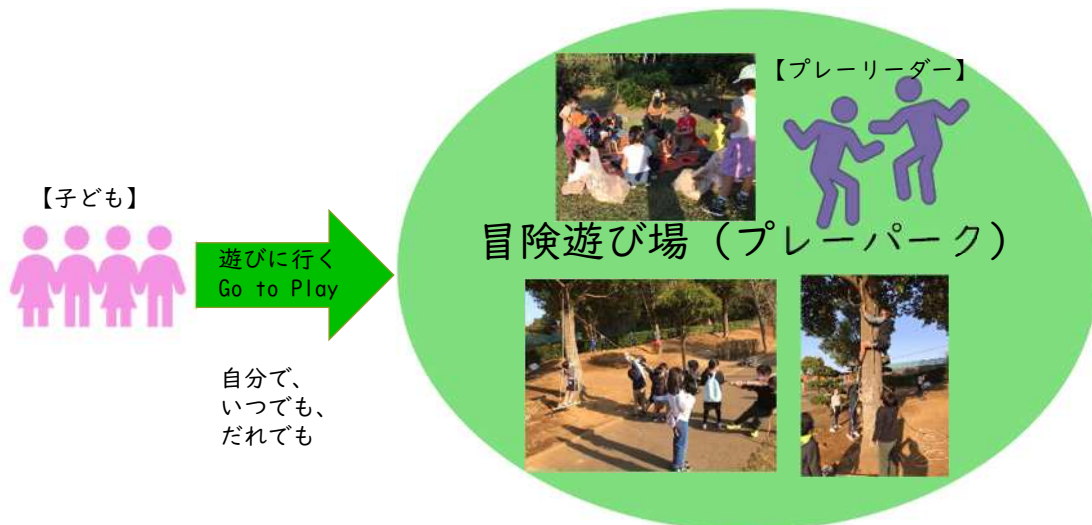 【子ども】
遊びに行く
Go to Play
自分で、
いつでも、
だれでも
【プレーリーダー】
冒険遊び場（プレーパーク）